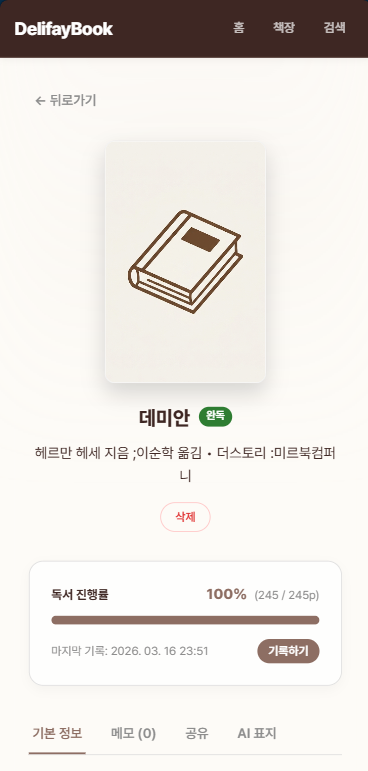 DelifayBook 홈 책장 검색
← 뒤로가기
데미안 완독
헤르만 헤세 지음 ;이순학 옮김 • 더스토리 :미르북컴퍼
니
삭제
독서 진행률 100% (245 / 245p)
마지막 기록: 2026. 03. 16 23:51 기록하기
기본 정보 메모 (0) 공유 AI 표지